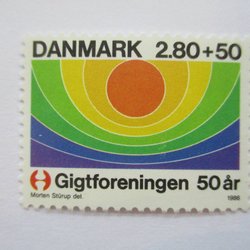 DANMARK 2.80+50
Gigtforeningen 50 år
Morten Stürup del. 1986